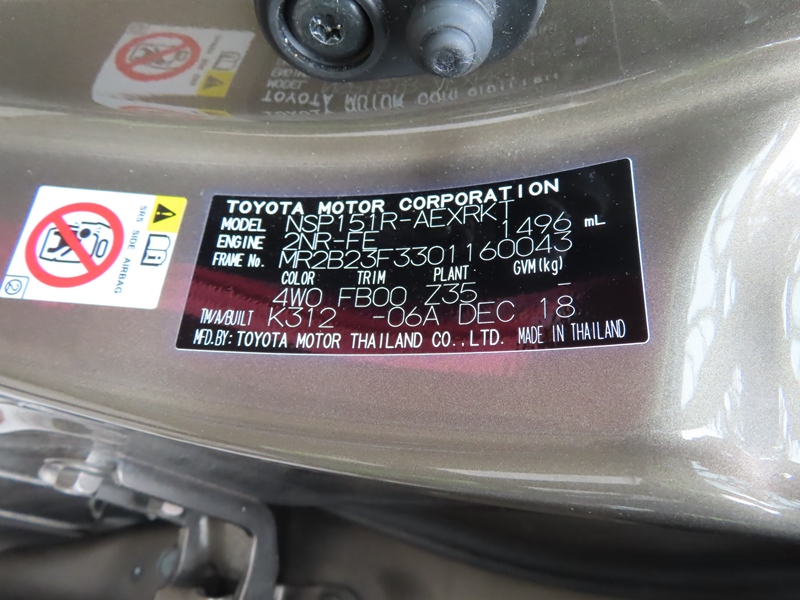 TOYOTA MOTOR CORPORATION
MODEL NSP151R-AEXRKT
ENGINE 2NR-FE 1496 mL
FRAME No. MR2B23F3301160043
COLOR TRIM PLANT GVM(kg)
4W0 FB00 Z35 -
TM/A/BUILT K312 -06A DEC 18
MFD.BY: TOYOTA MOTOR THAILAND CO.,LTD. MADE IN THAILAND
SRS SIDE AIRBAG
2